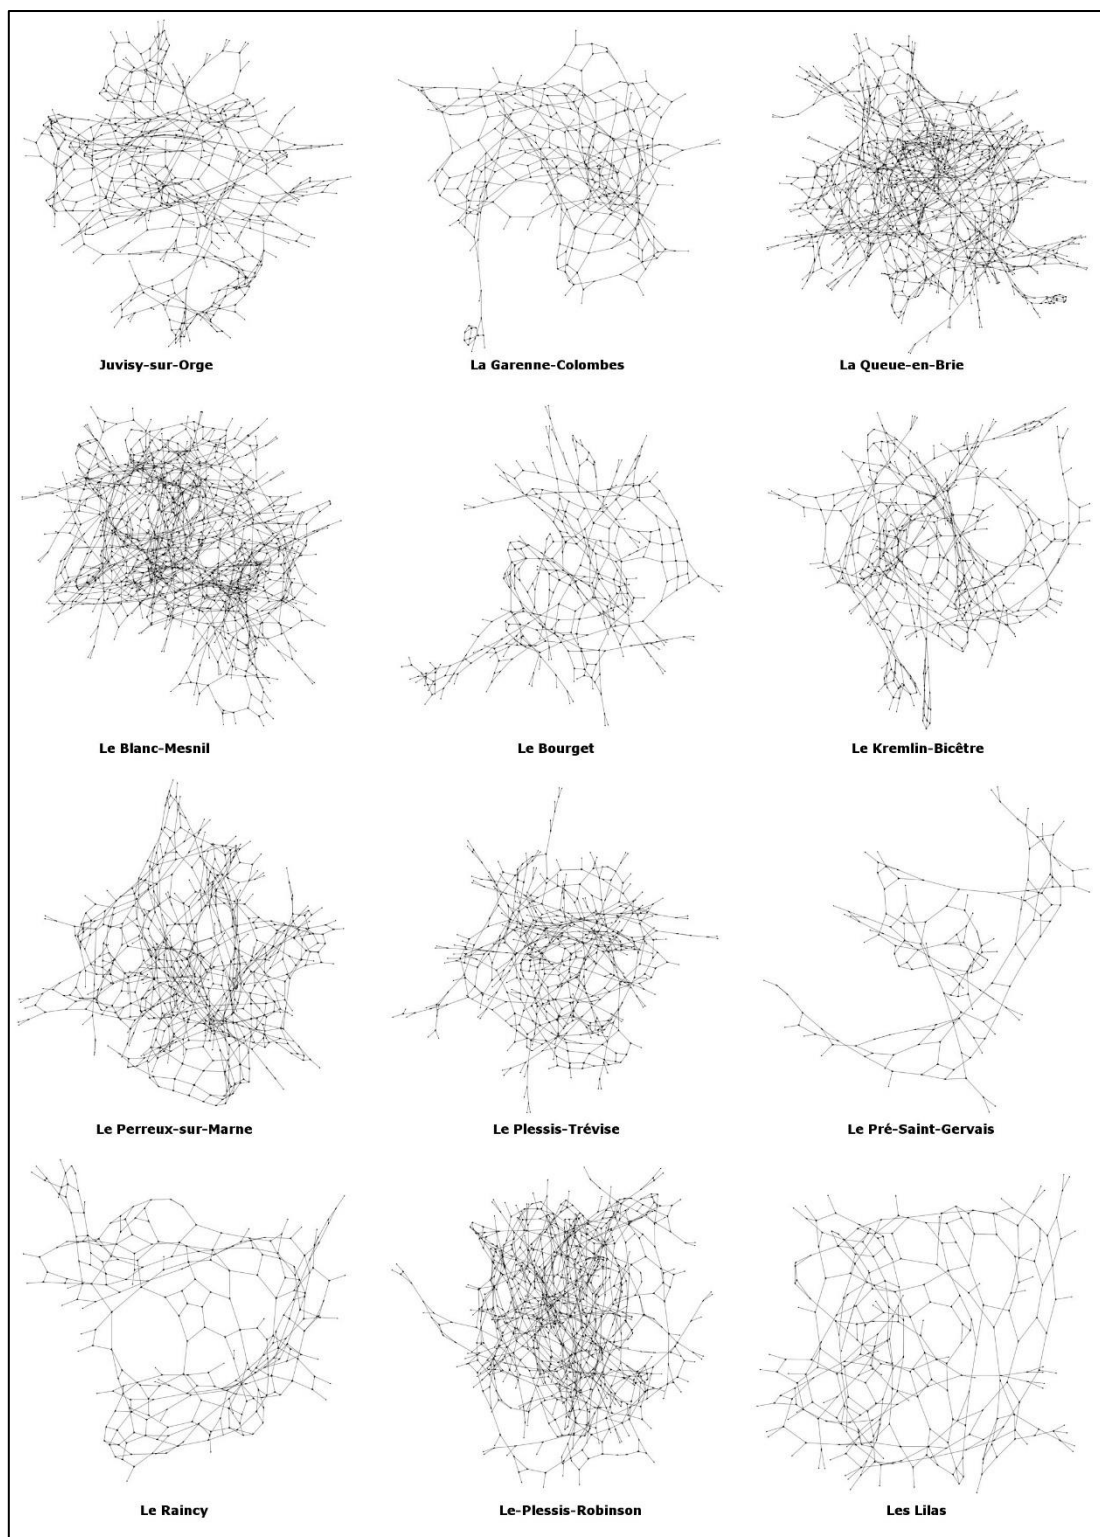 Juvisy-sur-Orge
La Garenne-Colombes
La Queue-en-Brie
Le Blanc-Mesnil
Le Bourget
Le Kremlin-Bicêtre
Le Perreux-sur-Marne
Le Plessis-Trévise
Le Pré-Saint-Gervais
Le Raincy
Le-Plessis-Robinson
Les Lilas